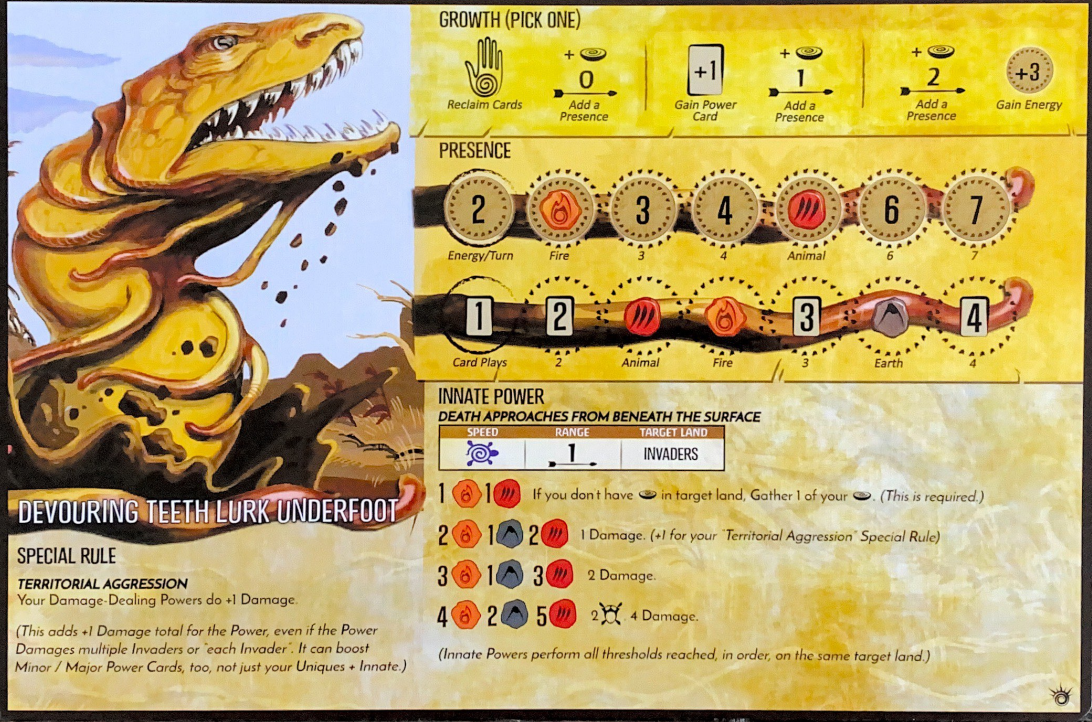 GROWTH (PICK ONE)
+ + +
0 +1 1 2 +3
Reclaim Cards Add a Presence Gain Power Card Add a Presence Add a Presence Gain Energy
PRESENCE
2 3 4 6 7
Energy/Turn Fire 3 4 Animal 6 7
1 2 3 4
Card Plays 2 Animal Fire 3 Earth 4
INNATE POWER
DEATH APPROACHES FROM BENEATH THE SURFACE
SPEED RANGE TARGET LAND
1 INVADERS
1 1 If you don't have in target land, Gather 1 of your . (This is required.)
2 1 2 1 Damage. (+1 for your "Territorial Aggression" Special Rule)
3 1 3 2 Damage.
4 2 5 2 . 4 Damage.
(Innate Powers perform all thresholds reached, in order, on the same target land.)
DEVOURING TEETH LURK UNDERFOOT
SPECIAL RULE
TERRITORIAL AGGRESSION
Your Damage-Dealing Powers do +1 Damage.
(This adds +1 Damage total for the Power, even if the Power
Damages multiple Invaders or "each Invader". It can boost
Minor / Major Power Cards, too, not just your Uniques + Innate.)